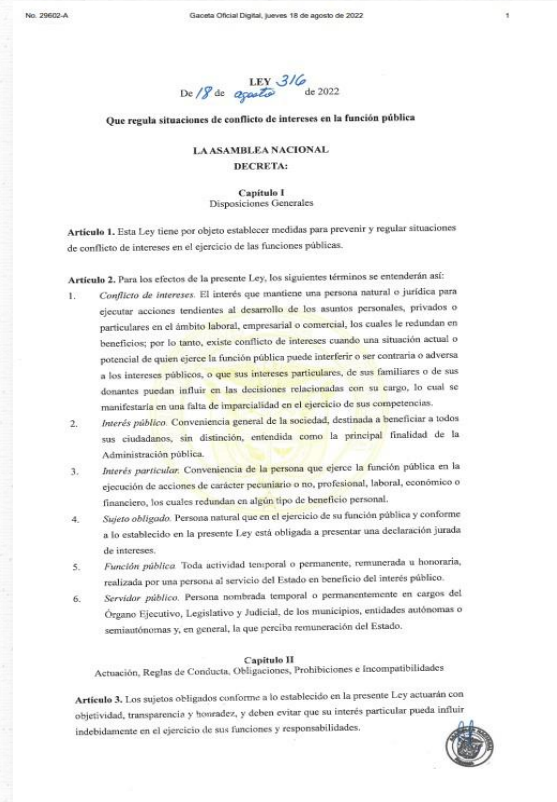 No. 29602-A Gaceta Oficial Digital, jueves 18 de agosto de 2022 1
LEY 316
De 18 de agosto de 2022
Que regula situaciones de conflicto de intereses en la función pública
LA ASAMBLEA NACIONAL
DECRETA:
Capítulo I
Disposiciones Generales
Artículo 1. Esta Ley tiene por objeto establecer medidas para prevenir y regular situaciones
de conflicto de intereses en el ejercicio de las funciones públicas.
Artículo 2. Para los efectos de la presente Ley, los siguientes términos se entenderán así:
1. Conflicto de intereses. El interés que mantiene una persona natural o jurídica para
ejecutar acciones tendientes al desarrollo de los asuntos personales, privados o
particulares en el ámbito laboral, empresarial o comercial, los cuales le redundan en
beneficios; por lo tanto, existe conflicto de intereses cuando una situación actual o
potencial de quien ejerce la función pública puede interferir o ser contraria o adversa
a los intereses públicos, o que sus intereses particulares, de sus familiares o de sus
donantes puedan influir en las decisiones relacionadas con su cargo, lo cual se
manifestaría en una falta de imparcialidad en el ejercicio de sus competencias.
2. Interés público. Conveniencia general de la sociedad, destinada a beneficiar a todos
sus ciudadanos, sin distinción, entendida como la principal finalidad de la
Administración pública.
3. Interés particular. Conveniencia de la persona que ejerce la función pública en la
ejecución de acciones de carácter pecuniario o no, profesional, laboral, económico o
financiero, los cuales redundan en algún tipo de beneficio personal.
4. Sujeto obligado. Persona natural que en el ejercicio de su función pública y conforme
a lo establecido en la presente Ley está obligada a presentar una declaración jurada
de intereses.
5. Función pública. Toda actividad temporal o permanente, remunerada u honoraria,
realizada por una persona al servicio del Estado en beneficio del interés público.
6. Servidor público. Persona nombrada temporal o permanentemente en cargos del
Órgano Ejecutivo, Legislativo y Judicial, de los municipios, entidades autónomas o
semiautónomas y, en general, la que perciba remuneración del Estado.
Capítulo II
Actuación, Reglas de Conducta, Obligaciones, Prohibiciones e Incompatibilidades
Artículo 3. Los sujetos obligados conforme a lo establecido en la presente Ley actuarán con
objetividad, transparencia y honradez, y deben evitar que su interés particular pueda influir
indebidamente en el ejercicio de sus funciones y responsabilidades.
ASAMBLEA NACIONAL